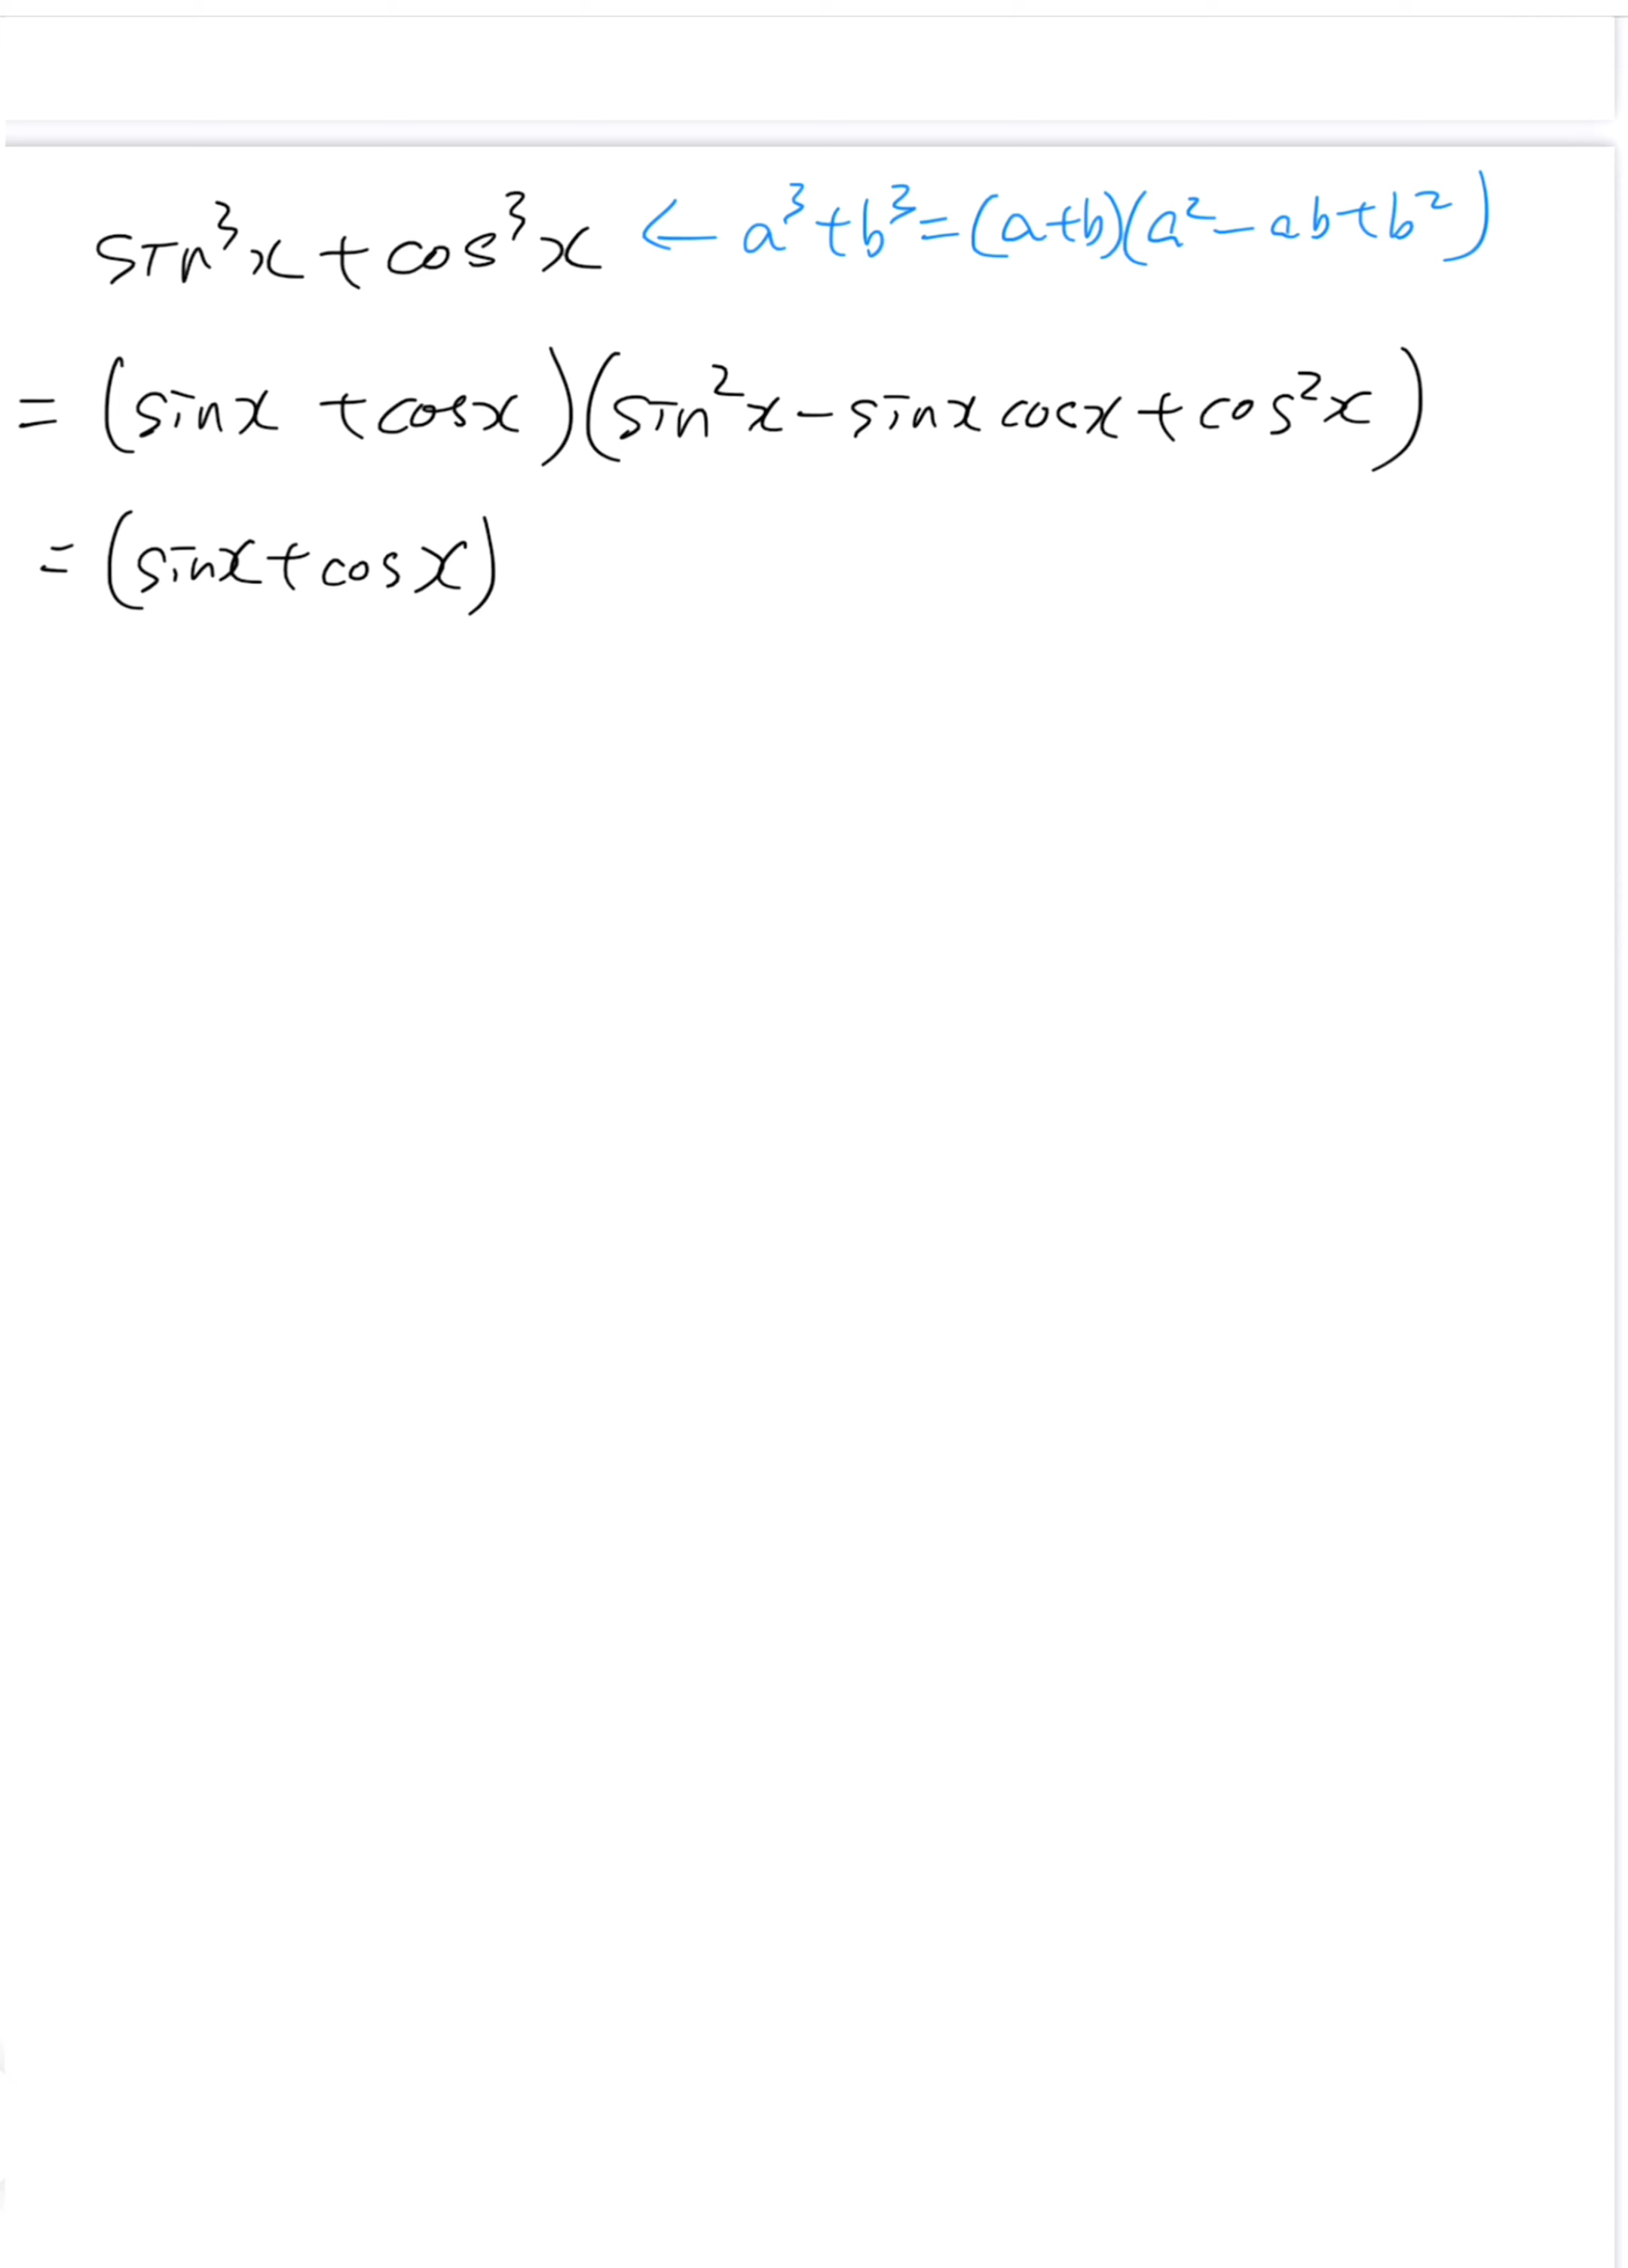 sin³x + cos³x ← a³+b³=(a+b)(a²-ab+b²)
= (sinx + cosx)(sin²x - sinx cosx + cos²x)
= (sinx + cosx)